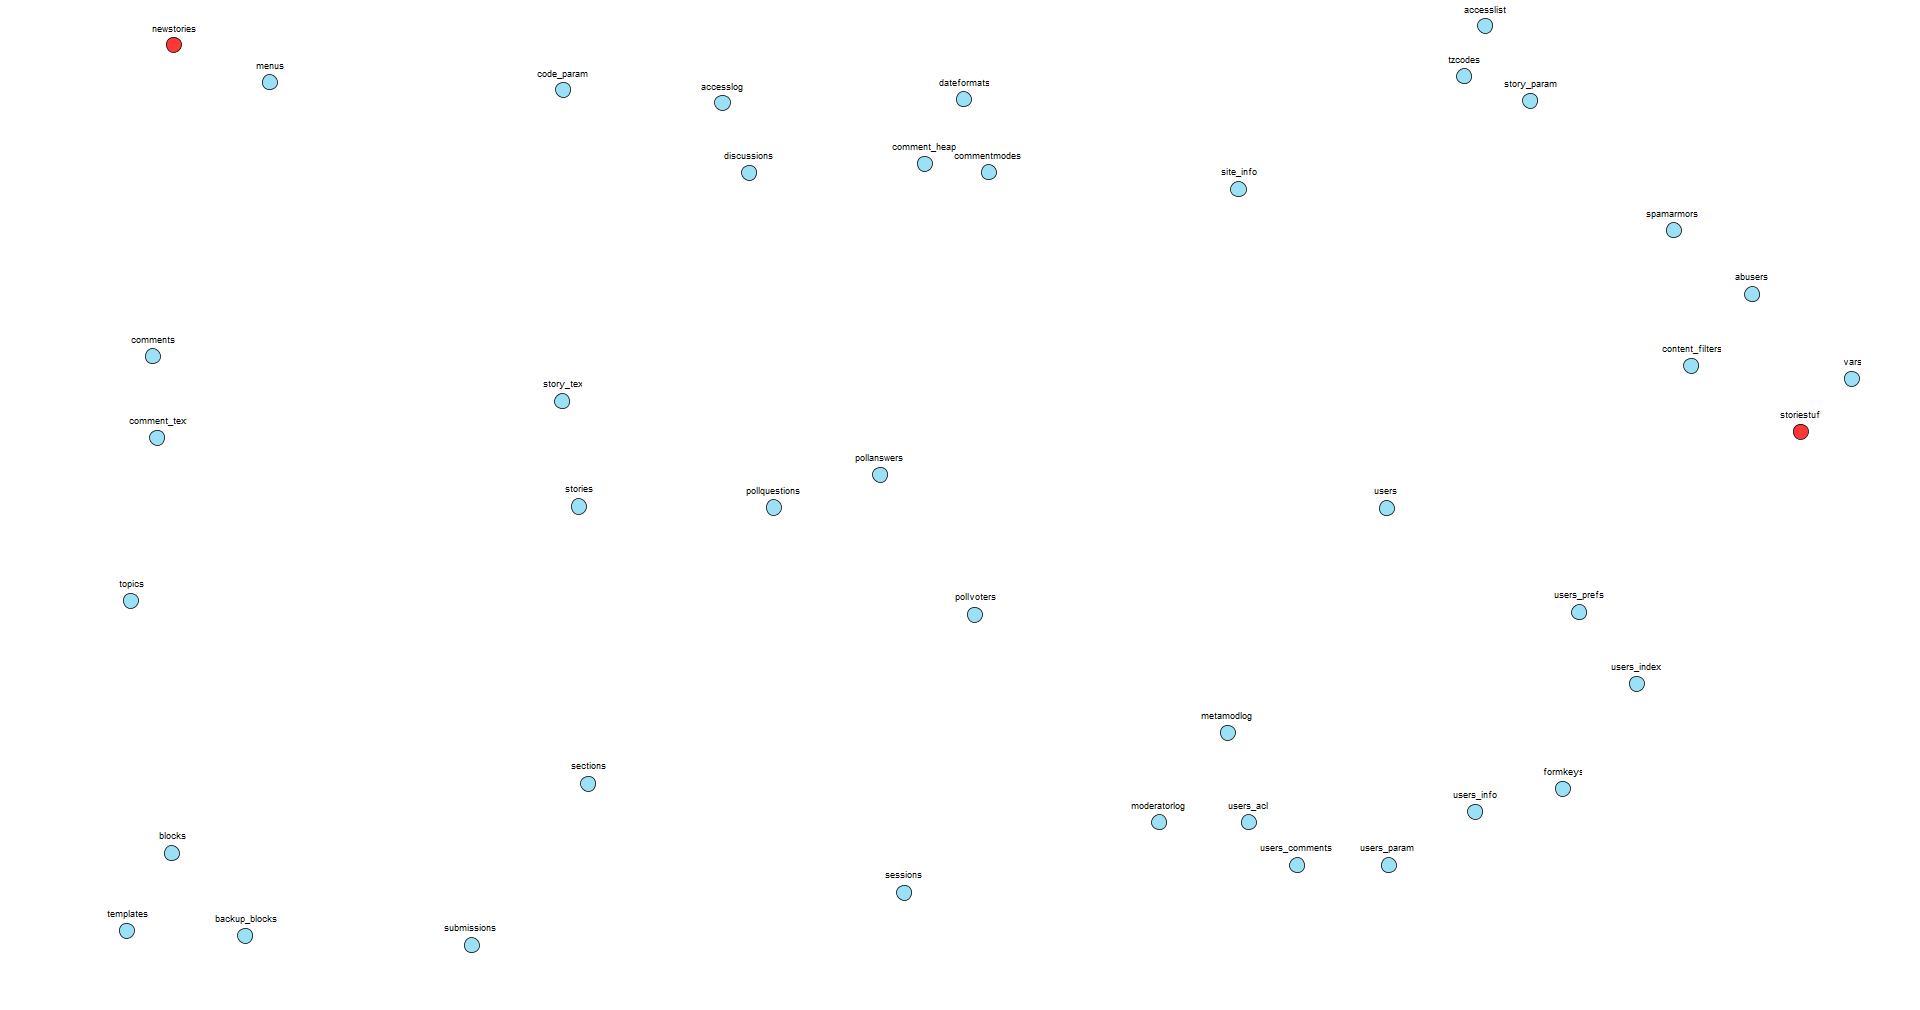 accesslist
newstories
tzcodes
menus
code_param
dateformats
story_param
accesslog
comment_heap
discussions
commentmodes
site_info
spamarmors
abusers
comments
content_filters
vars
story_tex
storiestuf
comment_tex
pollanswers
stories
pollquestions
users
topics
users_prefs
pollvoters
users_index
metamodlog
sections
formkeys
users_info
moderatorlog
users_acl
blocks
users_comments
users_param
sessions
templates
backup_blocks
submissions